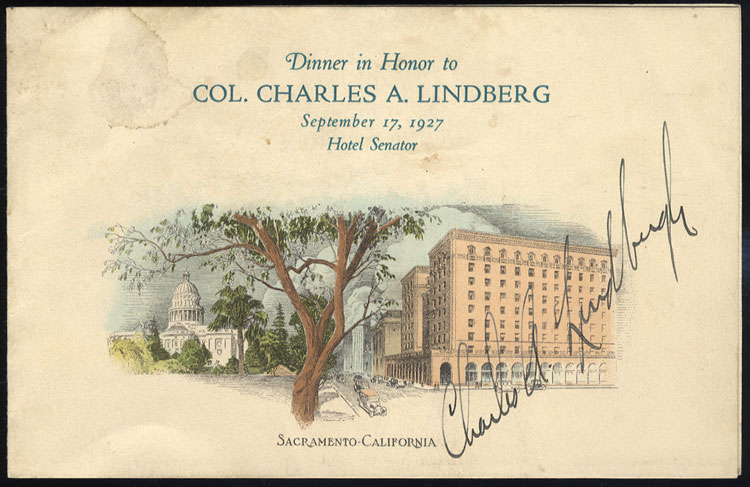 Dinner in Honor to
COL. CHARLES A. LINDBERG
September 17, 1927
Hotel Senator
Charles A Lindbergh
SACRAMENTO-CALIFORNIA